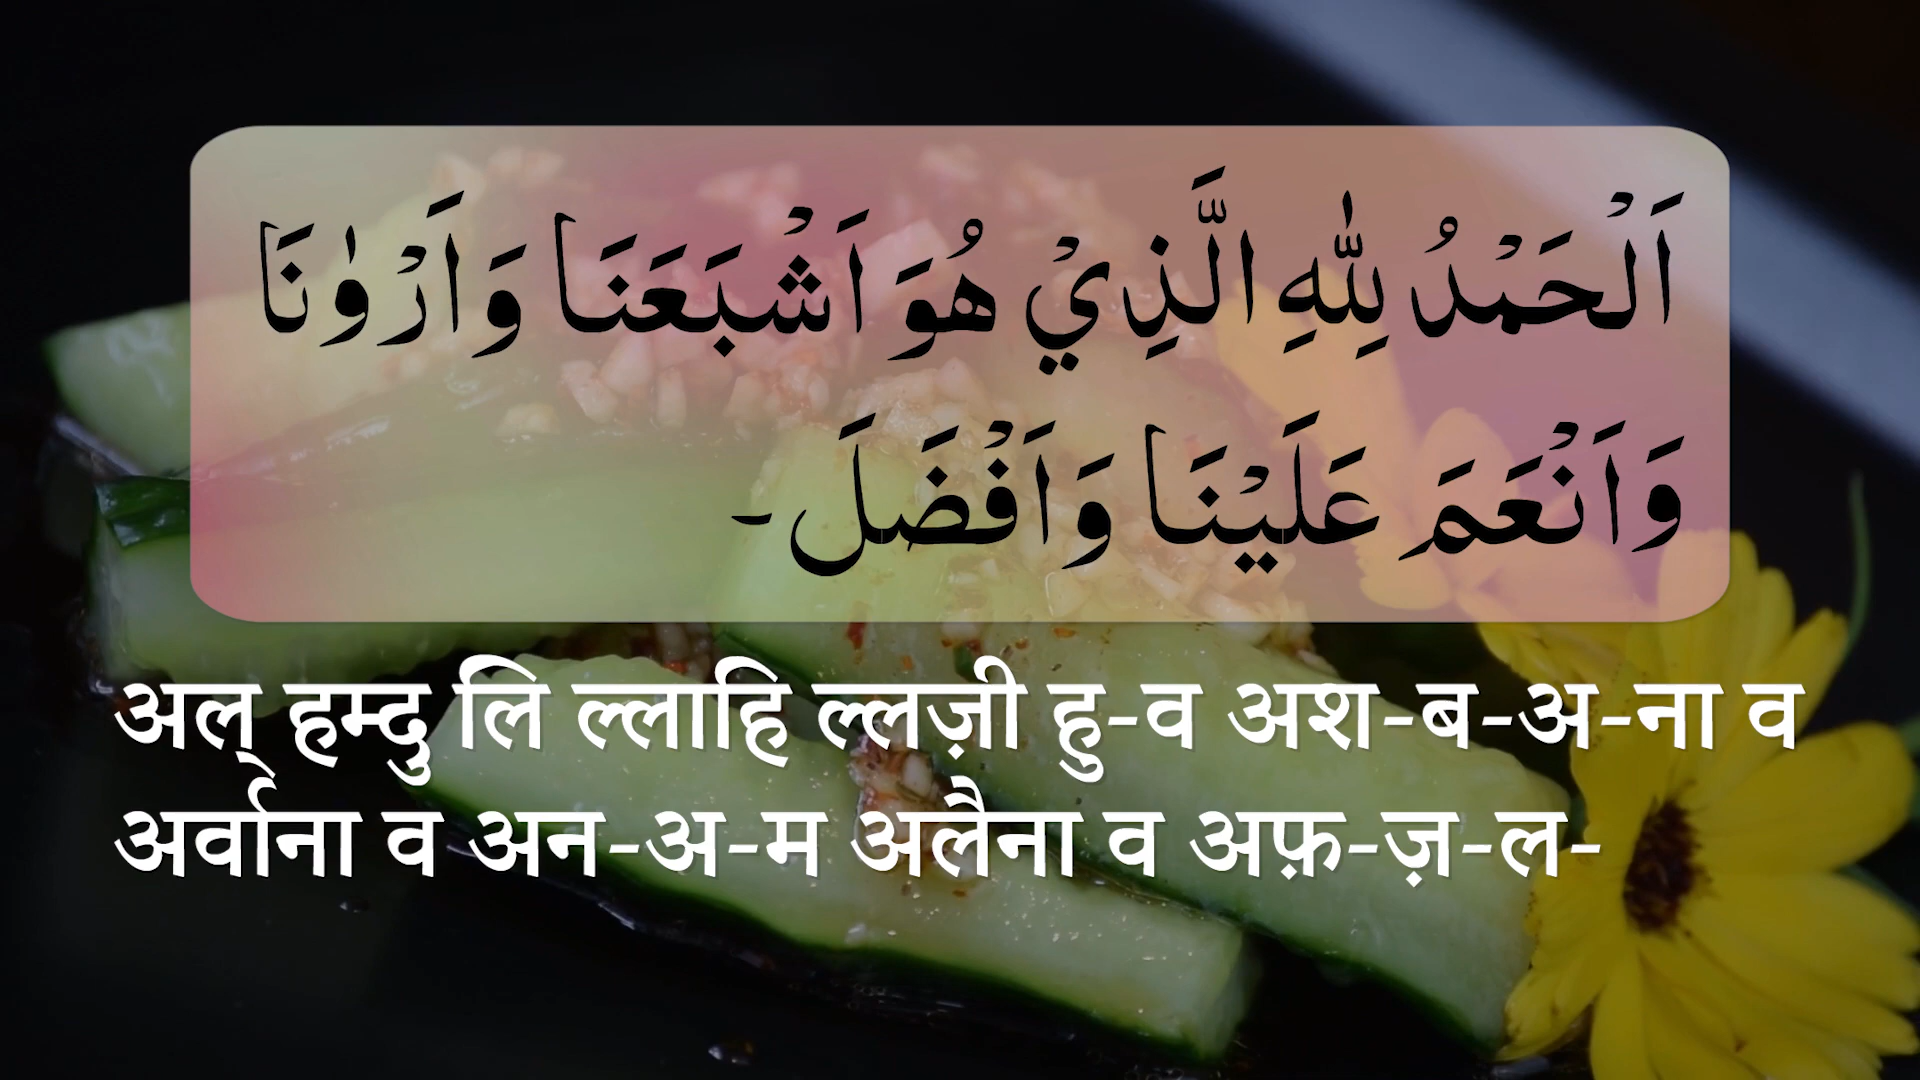 اَلْحَمْدُ لِلّٰهِ الَّذِيْ هُوَ اَشْبَعَنَا وَاَرْوٰنَا
وَاَنْعَمَ عَلَيْنَا وَاَفْضَلَ۔
अल् हम्दु लि ल्लाहि ल्लज़ी हु-व अश-ब-अ-ना व
अर्वाना व अन-अ-म अलैना व अफ़-ज़-ल-